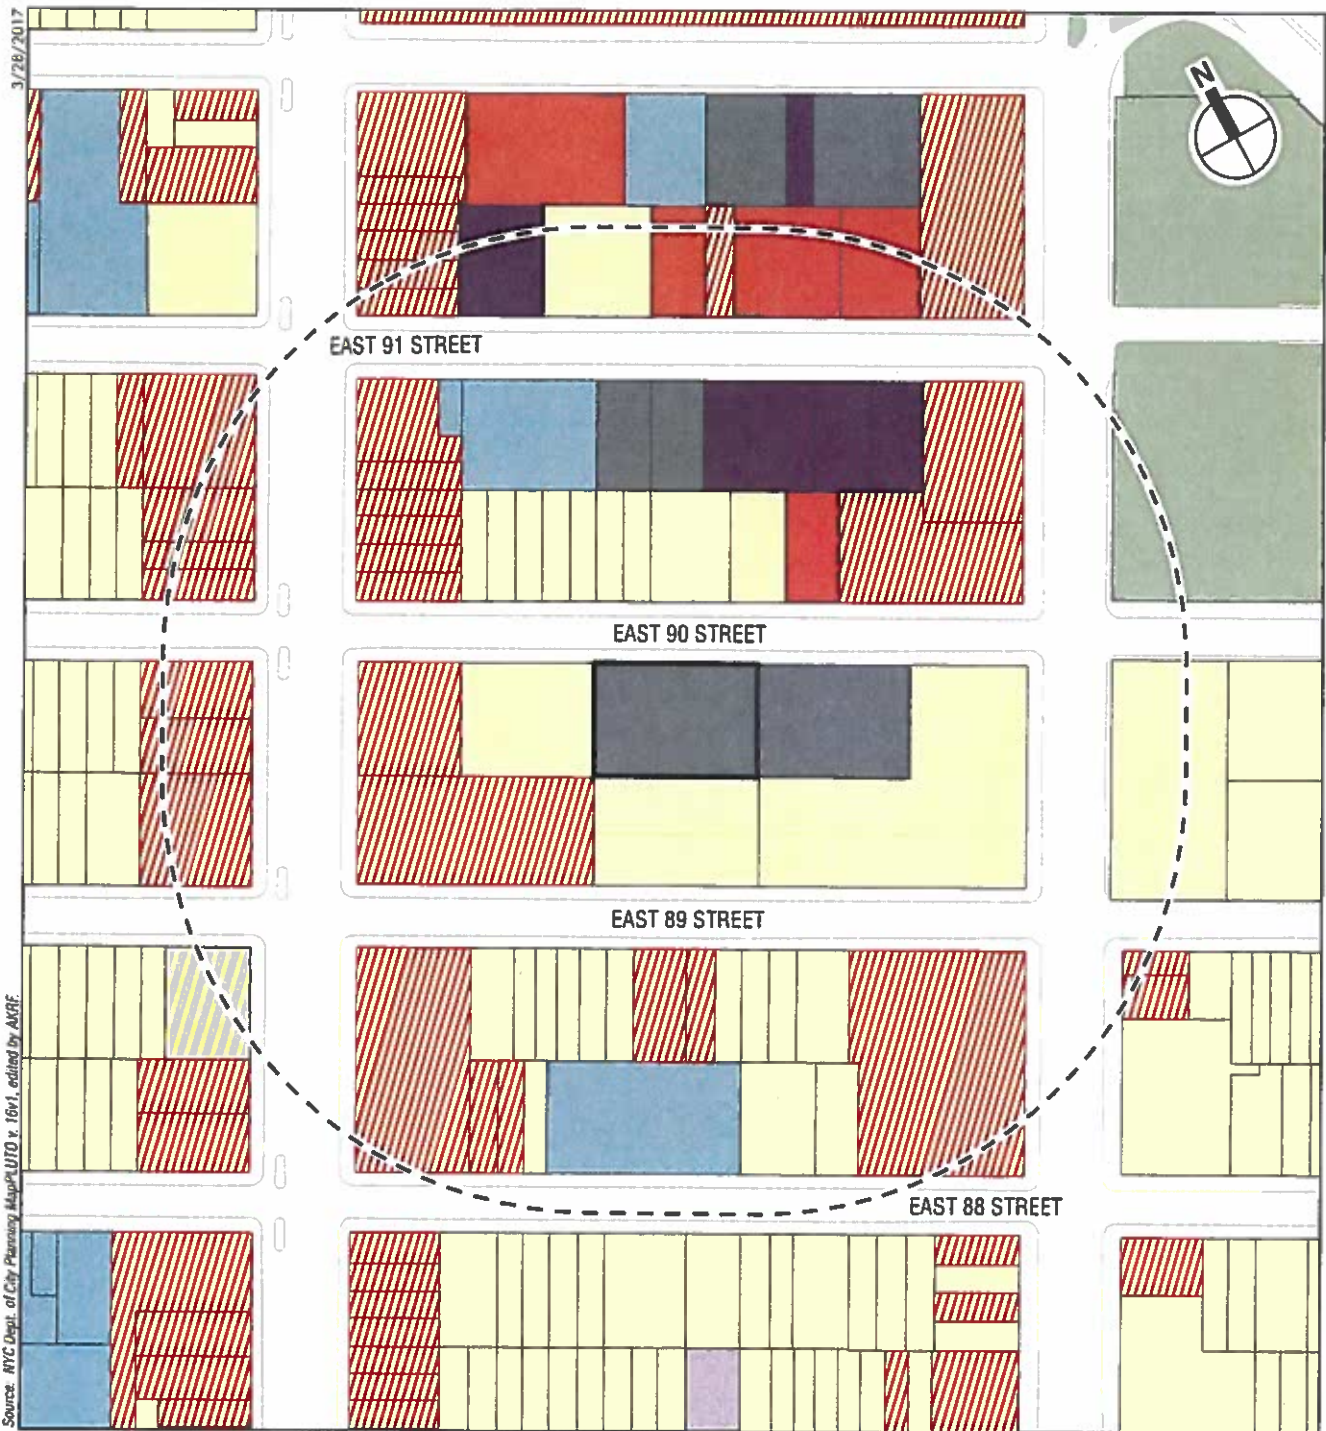 3/28/2017
N
EAST 91 STREET
EAST 90 STREET
EAST 89 STREET
EAST 88 STREET
Source: NYC Dept. of City Planning MapPLUTO v. 16v1, edited by AKRF.